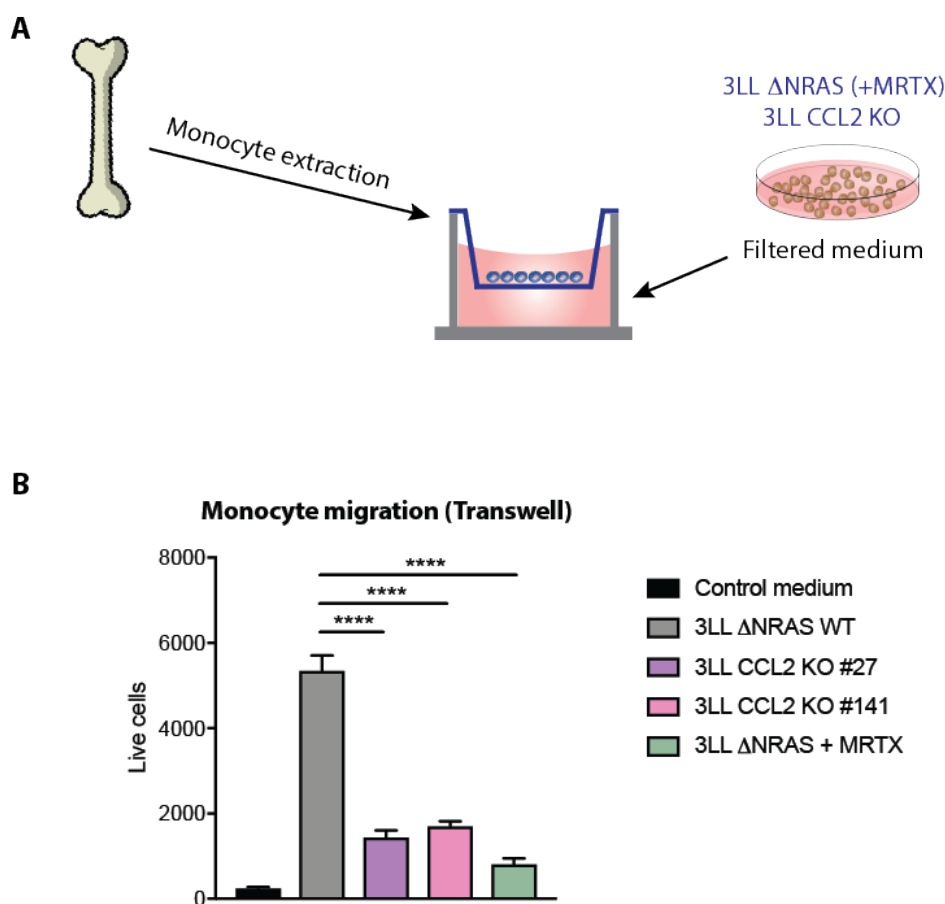 A
3LL ΔNRAS (+MRTX)
3LL CCL2 KO
Monocyte extraction
Filtered medium
B
Monocyte migration (Transwell)
8000
6000
4000
2000
0
Live cells
****
****
****
Control medium
3LL ΔNRAS WT
3LL CCL2 KO #27
3LL CCL2 KO #141
3LL ΔNRAS + MRTX